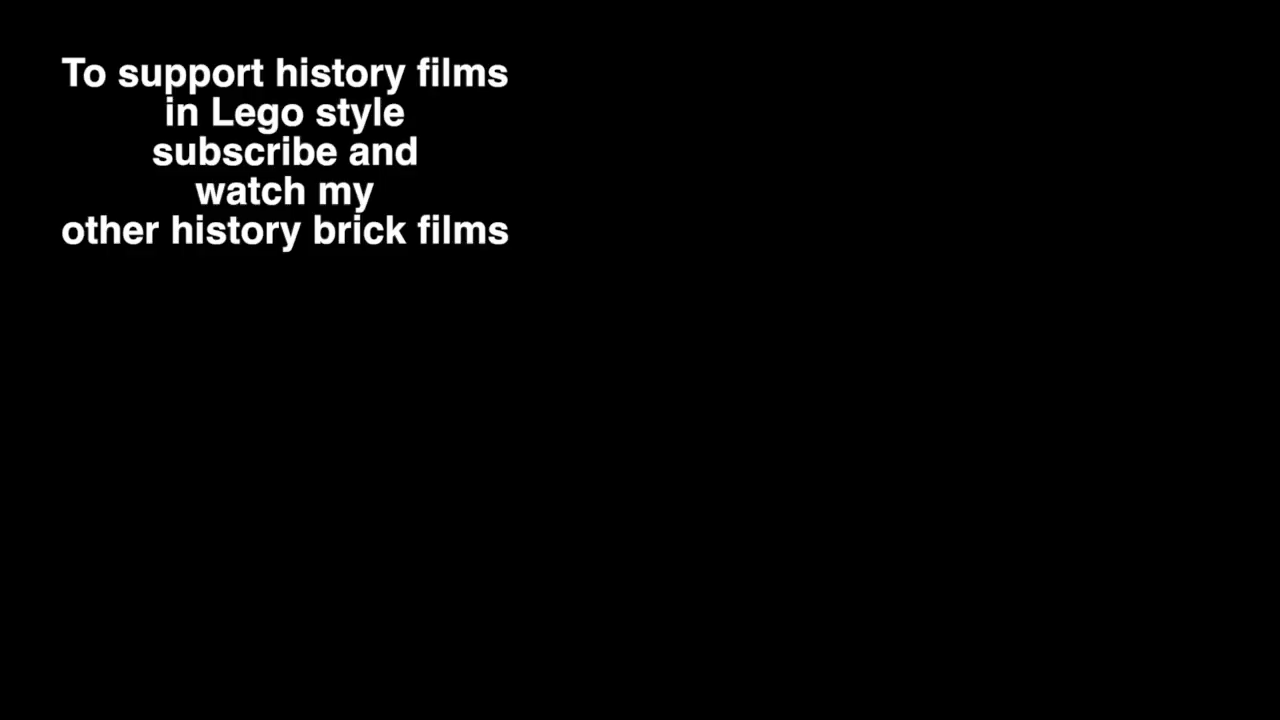 To support history films
in Lego style
subscribe and
watch my
other history brick films